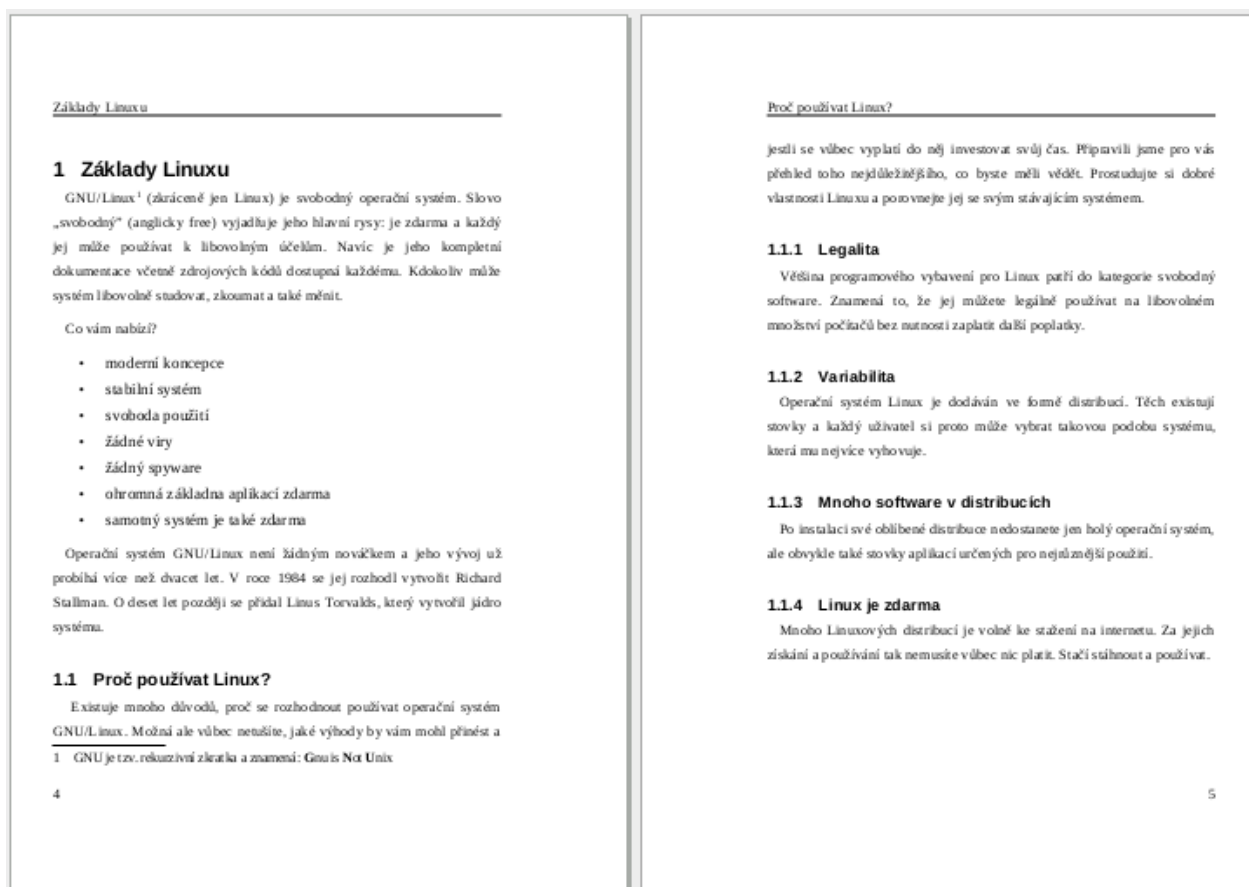 Základy Linuxu
1 Základy Linuxu
GNU/Linux1 (zkráceně jen Linux) je svobodný operační systém. Slovo
„svobodný“ (anglicky free) vyjadřuje jeho hlavní rysy: je zdarma a každý
jej může používat k libovolným účelům. Navíc je jeho kompletní
dokumentace včetně zdrojových kódů dostupná každému. Kdokoliv může
systém libovolně studovat, zkoumat a také měnit.
Co vám nabízí?
• moderní koncepce
• stabilní systém
• svoboda použití
• žádné viry
• žádný spyware
• ohromná základna aplikací zdarma
• samotný systém je také zdarma
Operační systém GNU/Linux není žádným nováčkem a jeho vývoj už
probíhá více než dvacet let. V roce 1984 se jej rozhodl vytvořit Richard
Stallman. O deset let později se přidal Linus Torvalds, který vytvořil jádro
systému.
1.1 Proč používat Linux?
Existuje mnoho důvodů, proč se rozhodnout používat operační systém
GNU/Linux. Možná ale vůbec netušíte, jaké výhody by vám mohl přinést a
1 GNU je tzv. rekurzivní zkratka a znamená: Gnu is Not Unix
4
Proč používat Linux?
jestli se vůbec vyplatí do něj investovat svůj čas. Připravili jsme pro vás
přehled toho nejdůležitějšího, co byste měli vědět. Prostudujte si dobré
vlastnosti Linuxu a porovnejte jej se svým stávajícím systémem.
1.1.1 Legalita
Většina programového vybavení pro Linux patří do kategorie svobodný
software. Znamená to, že jej můžete legálně používat na libovolném
množství počítačů bez nutnosti zaplatit další poplatky.
1.1.2 Variabilita
Operační systém Linux je dodáván ve formě distribucí. Těch existují
stovky a každý uživatel si proto může vybrat takovou podobu systému,
která mu nejvíce vyhovuje.
1.1.3 Mnoho software v distribucích
Po instalaci své oblíbené distribuce nedostanete jen holý operační systém,
ale obvykle také stovky aplikací určených pro nejrůznější použití.
1.1.4 Linux je zdarma
Mnoho Linuxových distribucí je volně ke stažení na internetu. Za jejich
získání a používání tak nemusíte vůbec nic platit. Stačí stáhnout a používat.
5